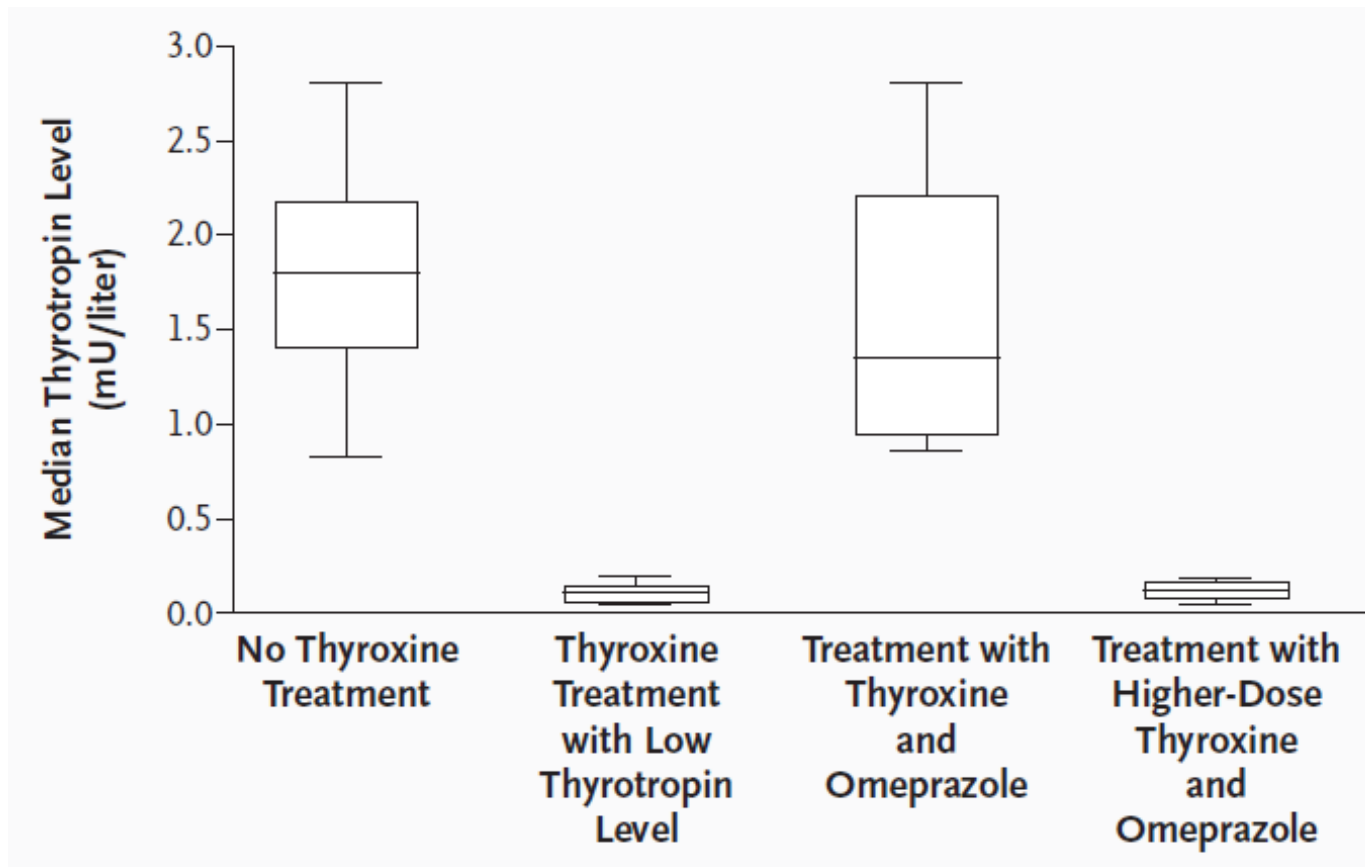 Median Thyrotropin Level
(mU/liter)
3.0
2.5
2.0
1.5
1.0
0.5
0.0
No Thyroxine
Treatment
Thyroxine
Treatment
with Low
Thyrotropin
Level
Treatment with
Thyroxine
and
Omeprazole
Treatment with
Higher-Dose
Thyroxine
and
Omeprazole